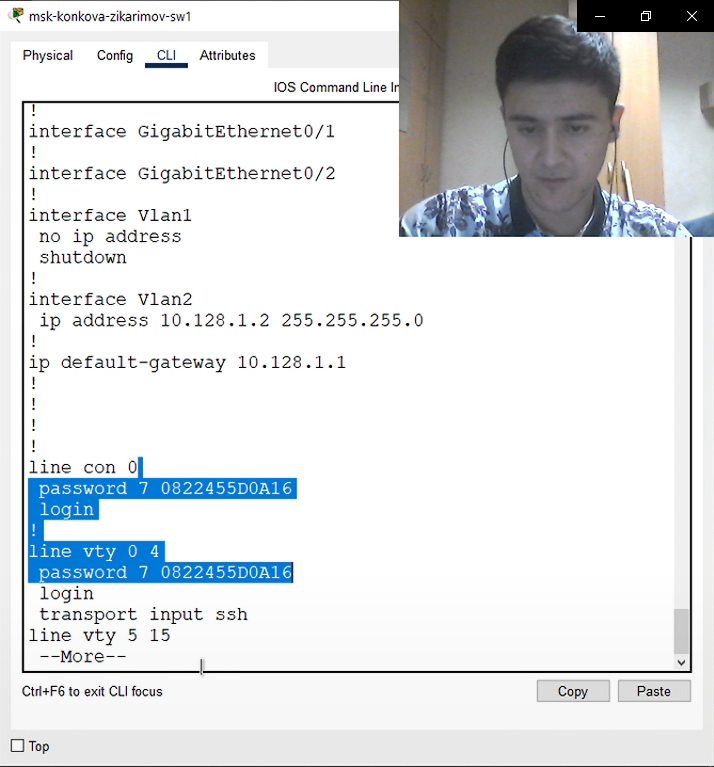 msk-konkova-zikarimov-sw1
Physical Config CLI Attributes
IOS Command Line In
!
interface GigabitEthernet0/1
!
interface GigabitEthernet0/2
!
interface Vlan1
no ip address
shutdown
!
interface Vlan2
ip address 10.128.1.2 255.255.255.0
!
ip default-gateway 10.128.1.1
!
!
!
!
line con 0
password 7 0822455D0A16
login
!
line vty 0 4
password 7 0822455D0A16
login
transport input ssh
line vty 5 15
--More--
Ctrl+F6 to exit CLI focus
Copy Paste
Top